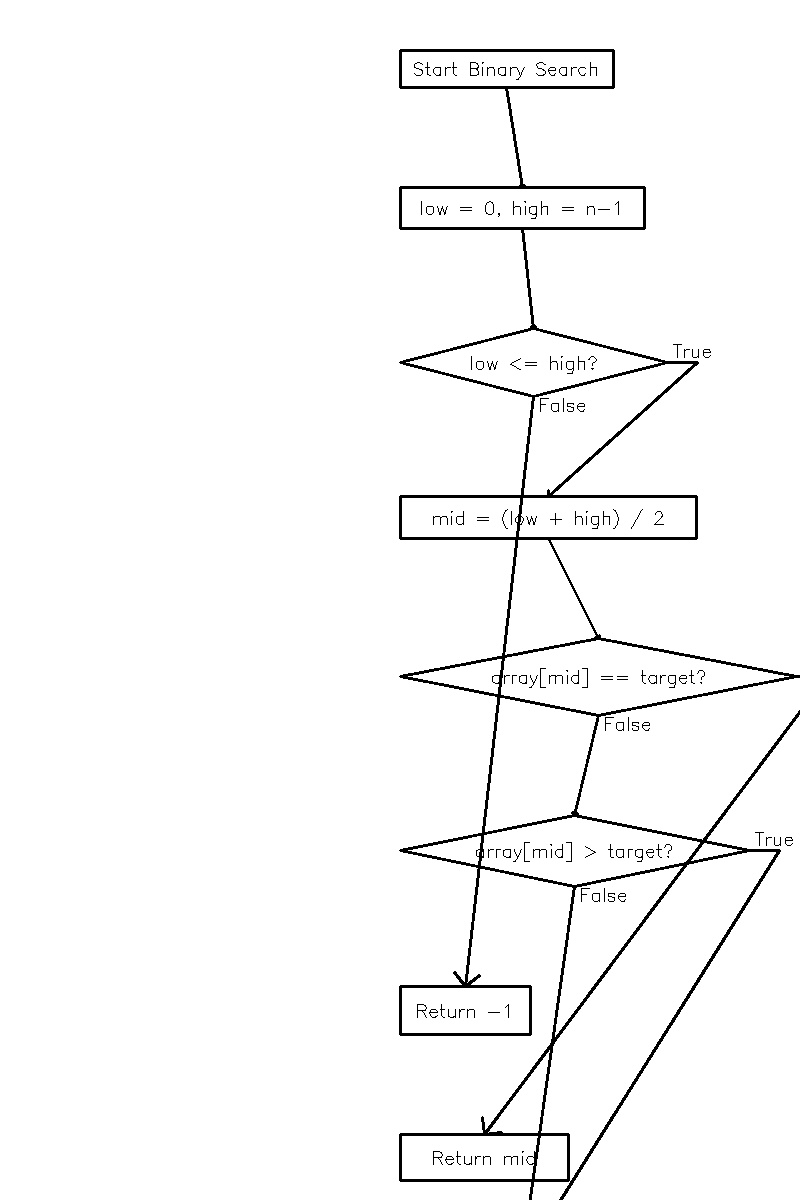 Start Binary Search
low = 0, high = n-1
low <= high?
True
False
mid = (low + high) / 2
array[mid] == target?
False
array[mid] > target?
True
False
Return -1
Return mid